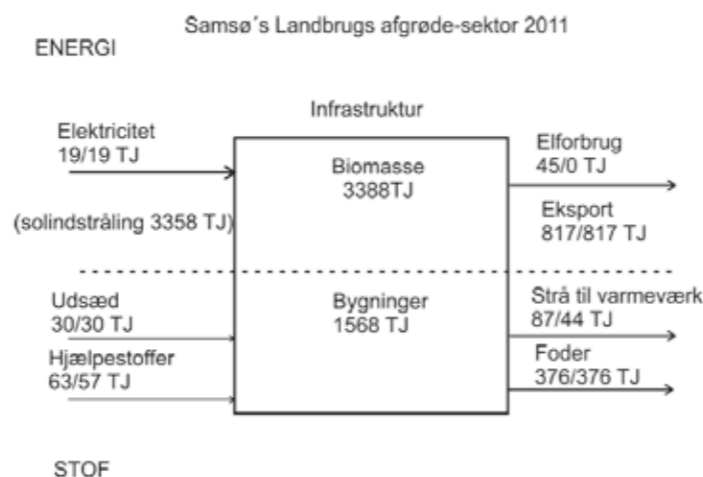 Samsø´s Landbrugs afgrøde-sektor 2011
ENERGI
Infrastruktur
Elektricitet
19/19 TJ
(solindstråling 3358 TJ)
Biomasse
3388TJ
Elforbrug
45/0 TJ
Eksport
817/817 TJ
Udsæd
30/30 TJ
Hjælpestoffer
63/57 TJ
Bygninger
1568 TJ
Strå til varmeværk
87/44 TJ
Foder
376/376 TJ
STOF